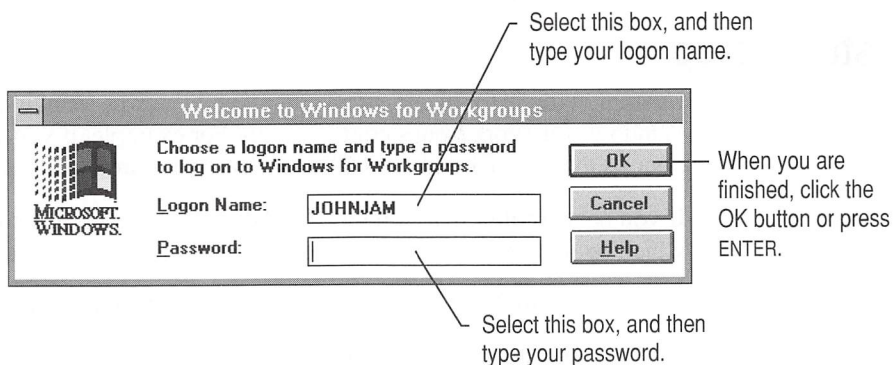 Select this box, and then
type your logon name.
Welcome to Windows for Workgroups
Choose a logon name and type a password
to log on to Windows for Workgroups.
MICROSOFT.
WINDOWS.
Logon Name:
JOHNJAM
Password:
OK
Cancel
Help
When you are
finished, click the
OK button or press
ENTER.
Select this box, and then
type your password.